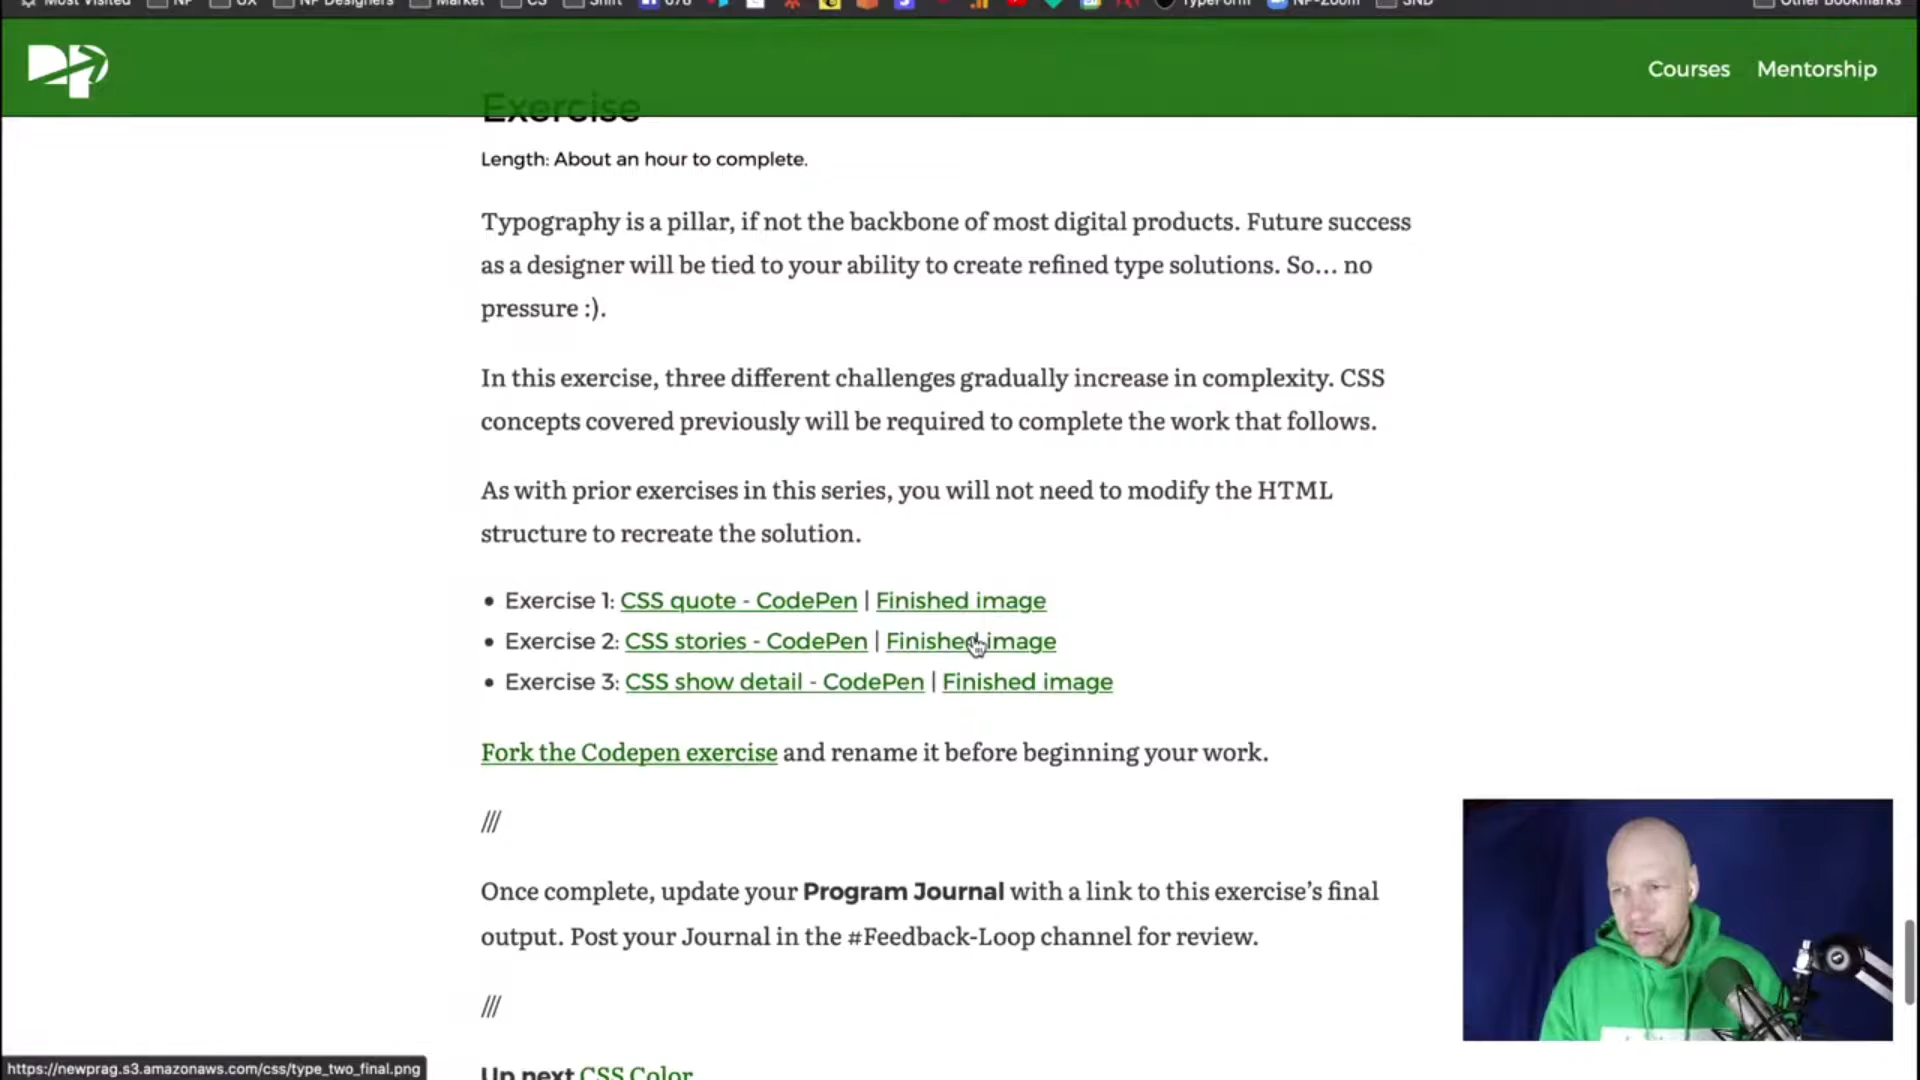 Most Visited NP UX NP Designers Market CS Shift 678 TypeForm NP-Zoom SND Other Bookmarks
Courses Mentorship
Exercise
Length: About an hour to complete.
Typography is a pillar, if not the backbone of most digital products. Future success
as a designer will be tied to your ability to create refined type solutions. So... no
pressure :).
In this exercise, three different challenges gradually increase in complexity. CSS
concepts covered previously will be required to complete the work that follows.
As with prior exercises in this series, you will not need to modify the HTML
structure to recreate the solution.
• Exercise 1: CSS quote - CodePen | Finished image
• Exercise 2: CSS stories - CodePen | Finished image
• Exercise 3: CSS show detail - CodePen | Finished image
Fork the Codepen exercise and rename it before beginning your work.
///
Once complete, update your Program Journal with a link to this exercise’s final
output. Post your Journal in the #Feedback-Loop channel for review.
///
Up next CSS Color
https://newprag.s3.amazonaws.com/css/type_two_final.png